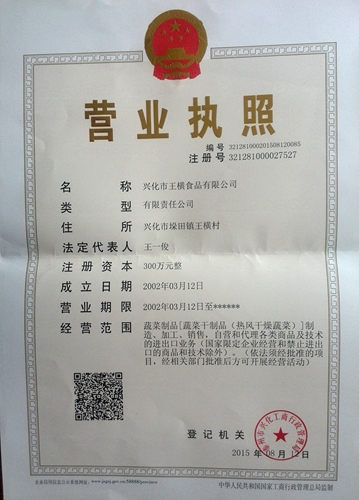 营业执照
编号 321281000201508120085
注册号 321281000027527
名称 兴化市王横食品有限公司
类型 有限责任公司
住所 兴化市垛田镇王横村
法定代表人 王一俊
注册资本 300万元整
成立日期 2002年03月12日
营业期限 2002年03月12日至******
经营范围 蔬菜制品[蔬菜干制品（热风干燥蔬菜）]制
造、加工、销售，自营和代理各类商品及技术
的进出口业务（国家限定企业经营和禁止进出
口的商品和技术除外）。（依法须经批准的项
目，经相关部门批准后方可开展经营活动）
登记机关
2015年08月12日
中华人民共和国国家工商行政管理总局监制